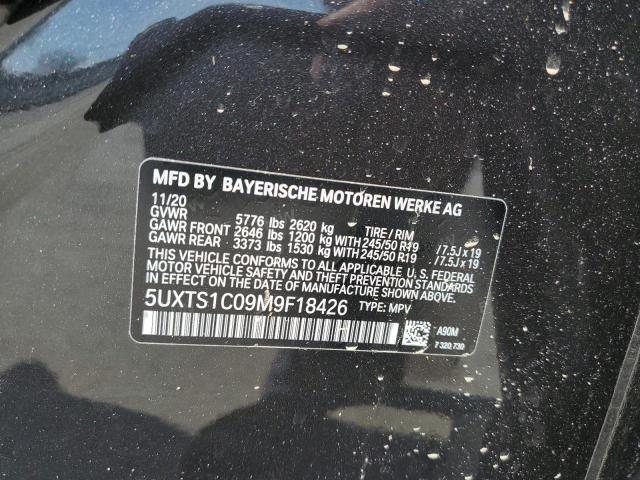 MFD BY BAYERISCHE MOTOREN WERKE AG
11/20
GVWR 5776 lbs 2620 kg TIRE / RIM
GAWR FRONT 2646 lbs 1200 kg WITH 245/50 R19 /7.5J x 19
GAWR REAR 3373 lbs 1530 kg WITH 245/50 R19 /7.5J x 19
THIS VEHICLE CONFORMS TO ALL APPLICABLE U. S. FEDERAL
MOTOR VEHICLE SAFETY AND THEFT PREVENTION STANDARDS
IN EFFECT ON THE DATE OF MANUFACTURE SHOWN ABOVE.
5UXTS1C09M9F18426 TYPE: MPV
A90M
7 320 730